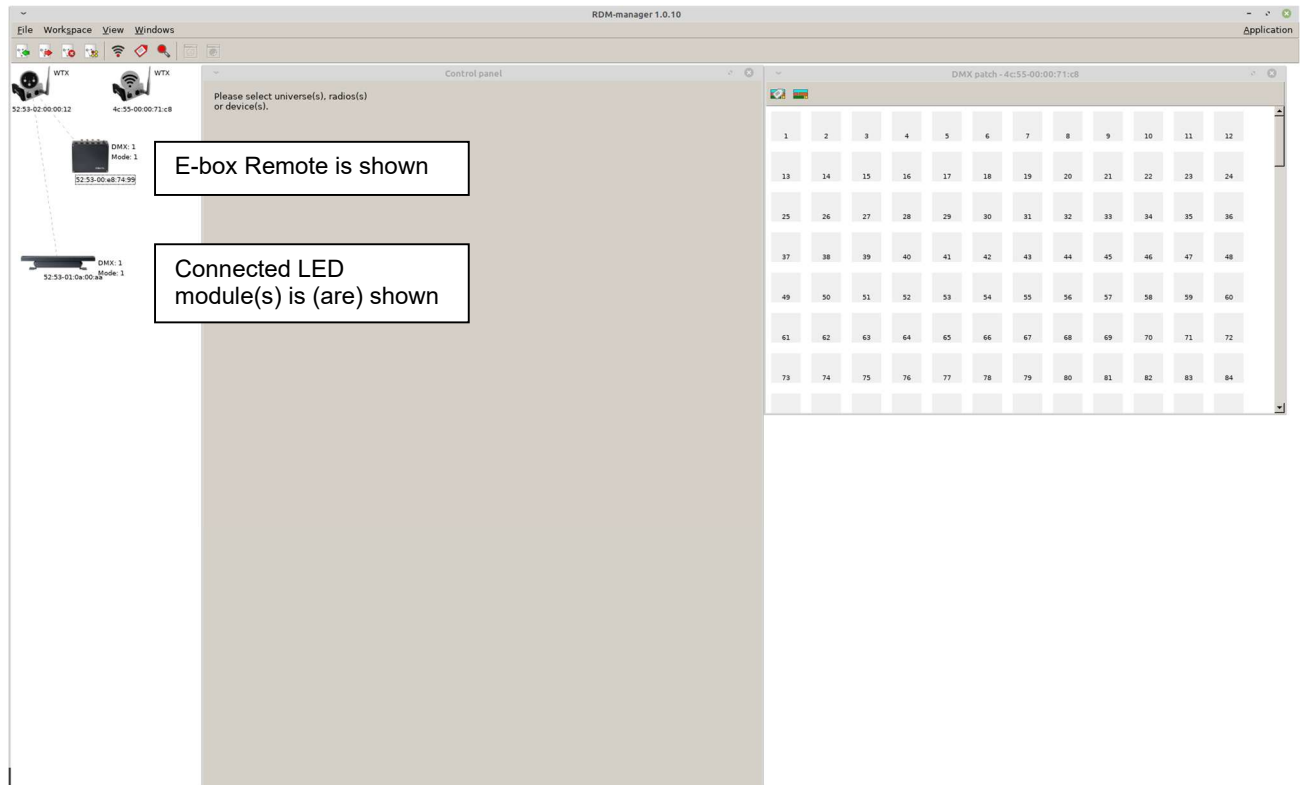 RDM-manager 1.0.10
File Workspace View Windows Application
WTX
52:53-02:00:00:12
WTX
4c:55-00:00:71:c8
DMX: 1
Mode: 1
52:53-00:e8:74:99
DMX: 1
Mode: 1
52:53-01:0a:00:aa
Control panel
Please select universe(s), radios(s)
or device(s).
E-box Remote is shown
Connected LED
module(s) is (are) shown
DMX patch - 4c:55-00:00:71:c8
1 2 3 4 5 6 7 8 9 10 11 12
13 14 15 16 17 18 19 20 21 22 23 24
25 26 27 28 29 30 31 32 33 34 35 36
37 38 39 40 41 42 43 44 45 46 47 48
49 50 51 52 53 54 55 56 57 58 59 60
61 62 63 64 65 66 67 68 69 70 71 72
73 74 75 76 77 78 79 80 81 82 83 84